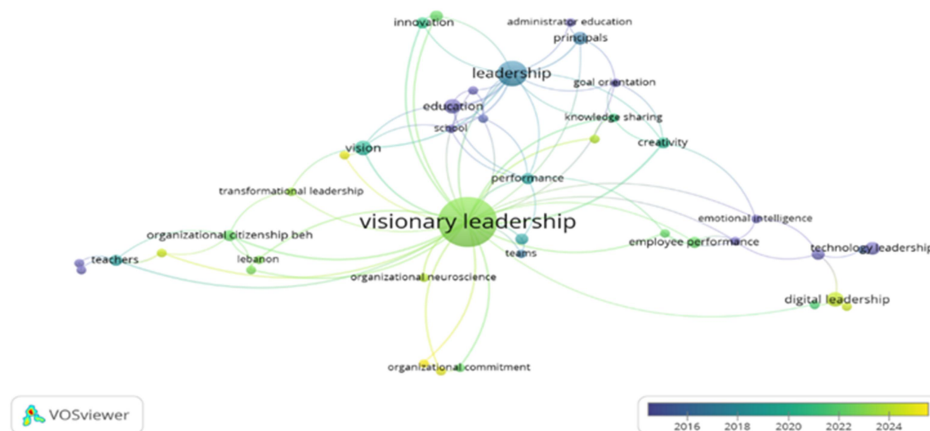 innovation
administrator education
principals
leadership
goal orientation
education
knowledge sharing
school
creativity
vision
performance
transformational leadership
visionary leadership
emotional intelligence
organizational citizenship beh
employee performance
technology leadership
teachers
lebanon
teams
organizational neuroscience
digital leadership
organizational commitment
VOSviewer
2016 2018 2020 2022 2024